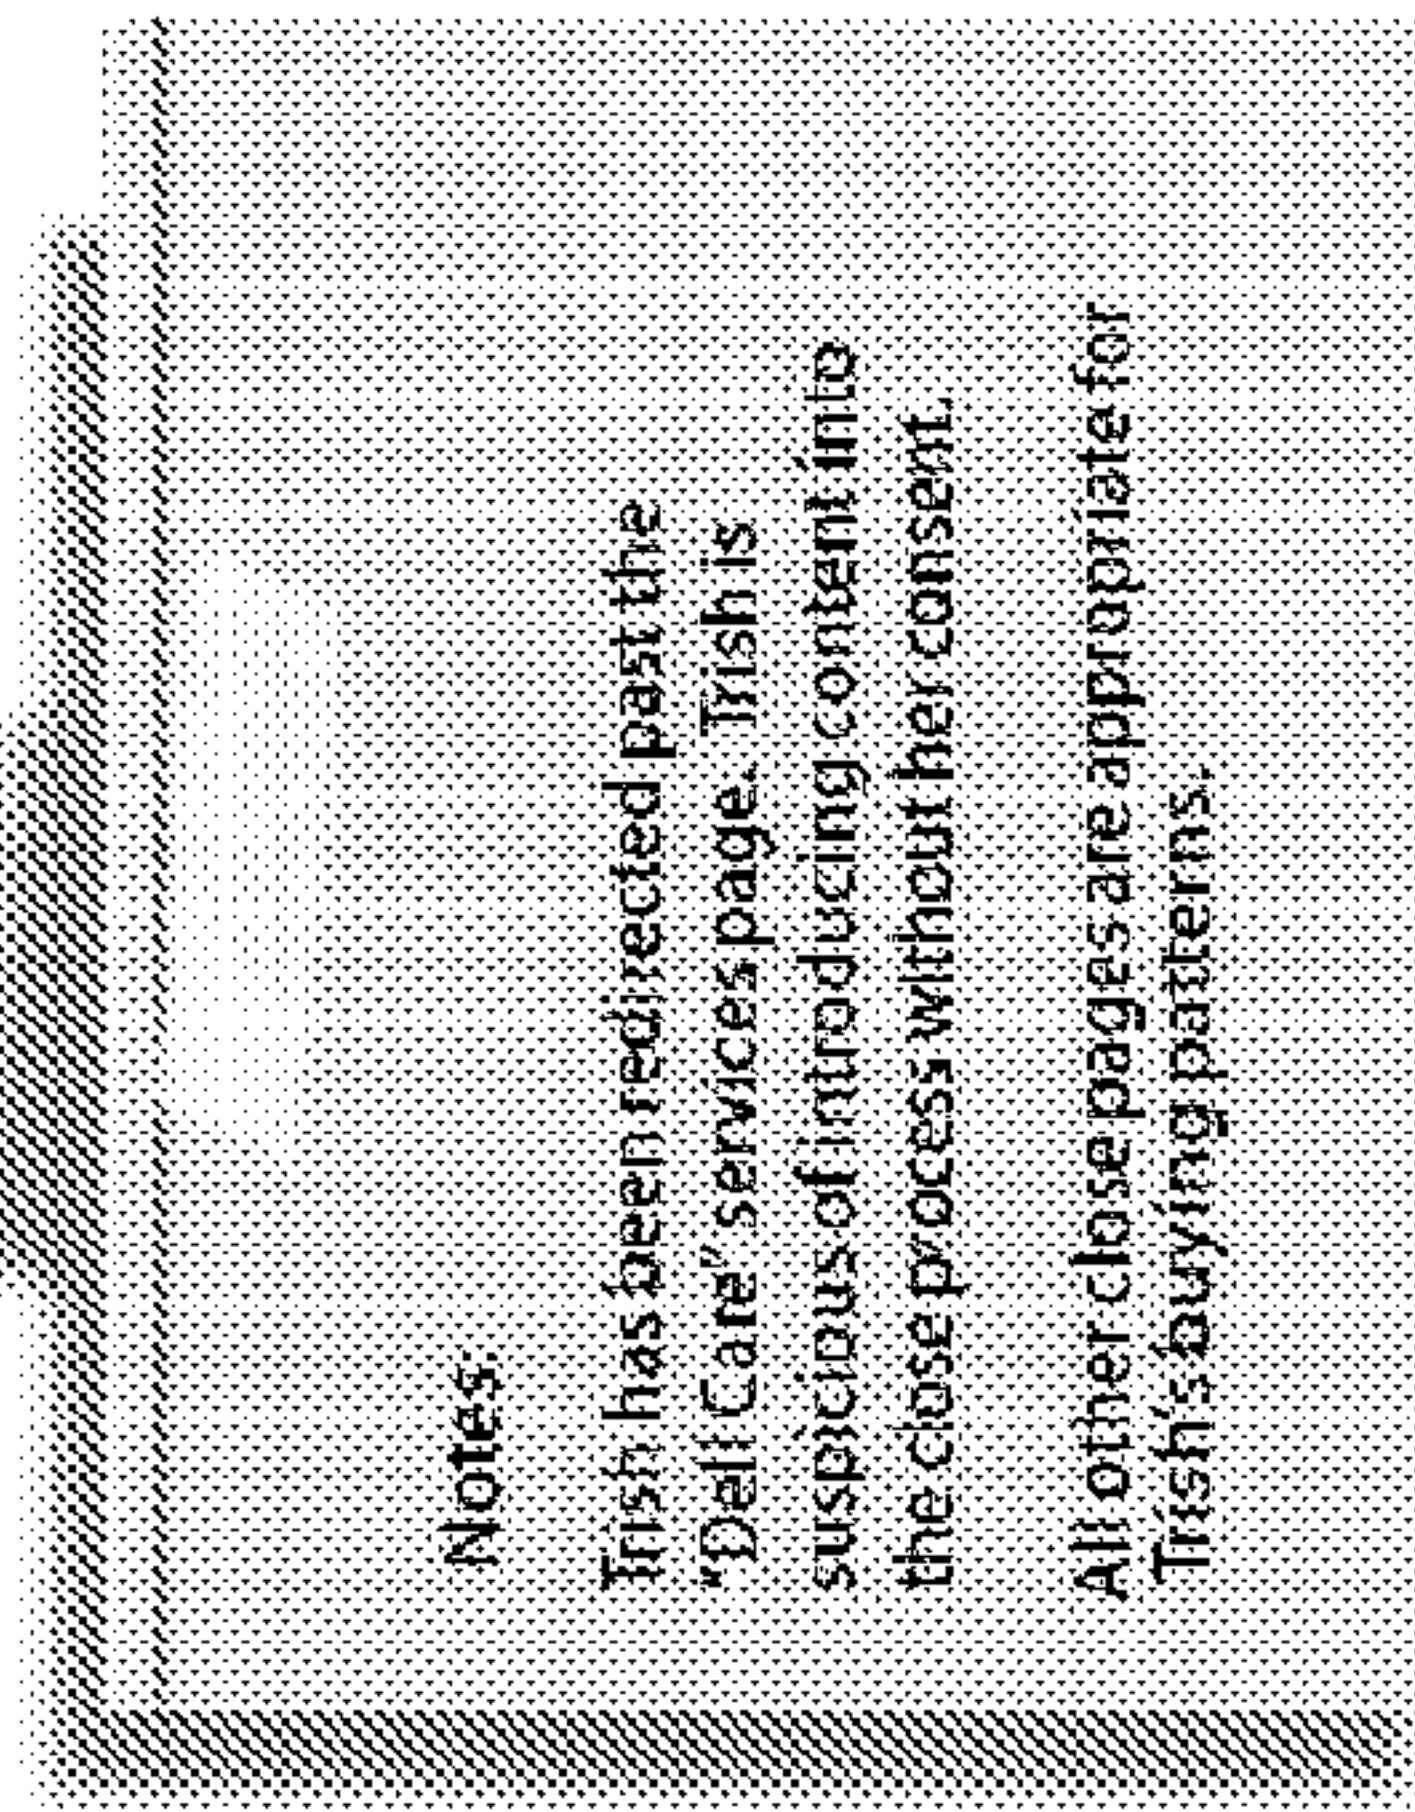 Notes:
Trish has been redirected past the
"Dell Care" services page. Trish is
suspicious of introducing content into
the close process without her consent.
All other close pages are appropriate for
Trish's buying patterns.